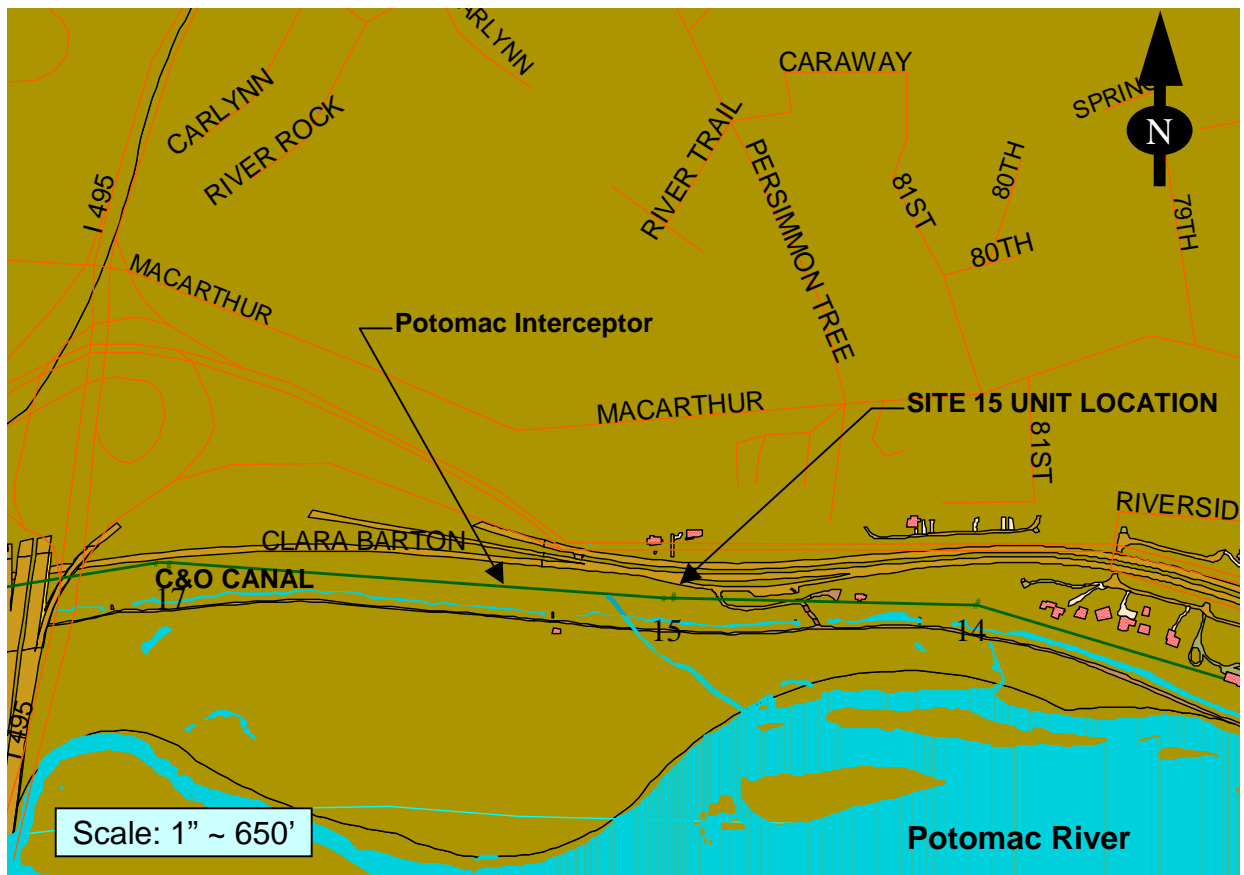 CARLYNN
CARAWAY
SPRING
CARLYNN
RIVER ROCK
RIVER TRAIL
N
PERSIMMON TREE
81ST
80TH
80TH
79TH
I 495
MACARTHUR
Potomac Interceptor
MACARTHUR
SITE 15 UNIT LOCATION
81ST
RIVERSID
CLARA BARTON
C&O CANAL
17
15
14
I 495
Scale: 1” ~ 650’
Potomac River